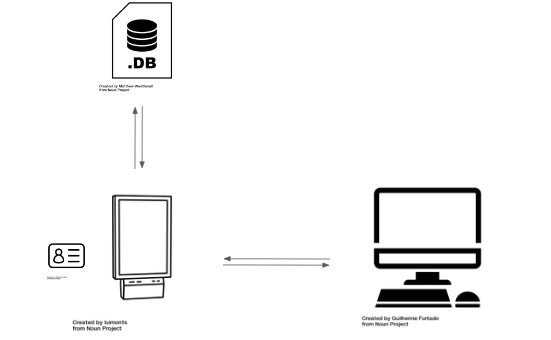 .DB
Created by Matthew Weatherall
from Noun Project
Created by luimonts
from Noun Project
Created by Guilherme Furtado
from Noun Project